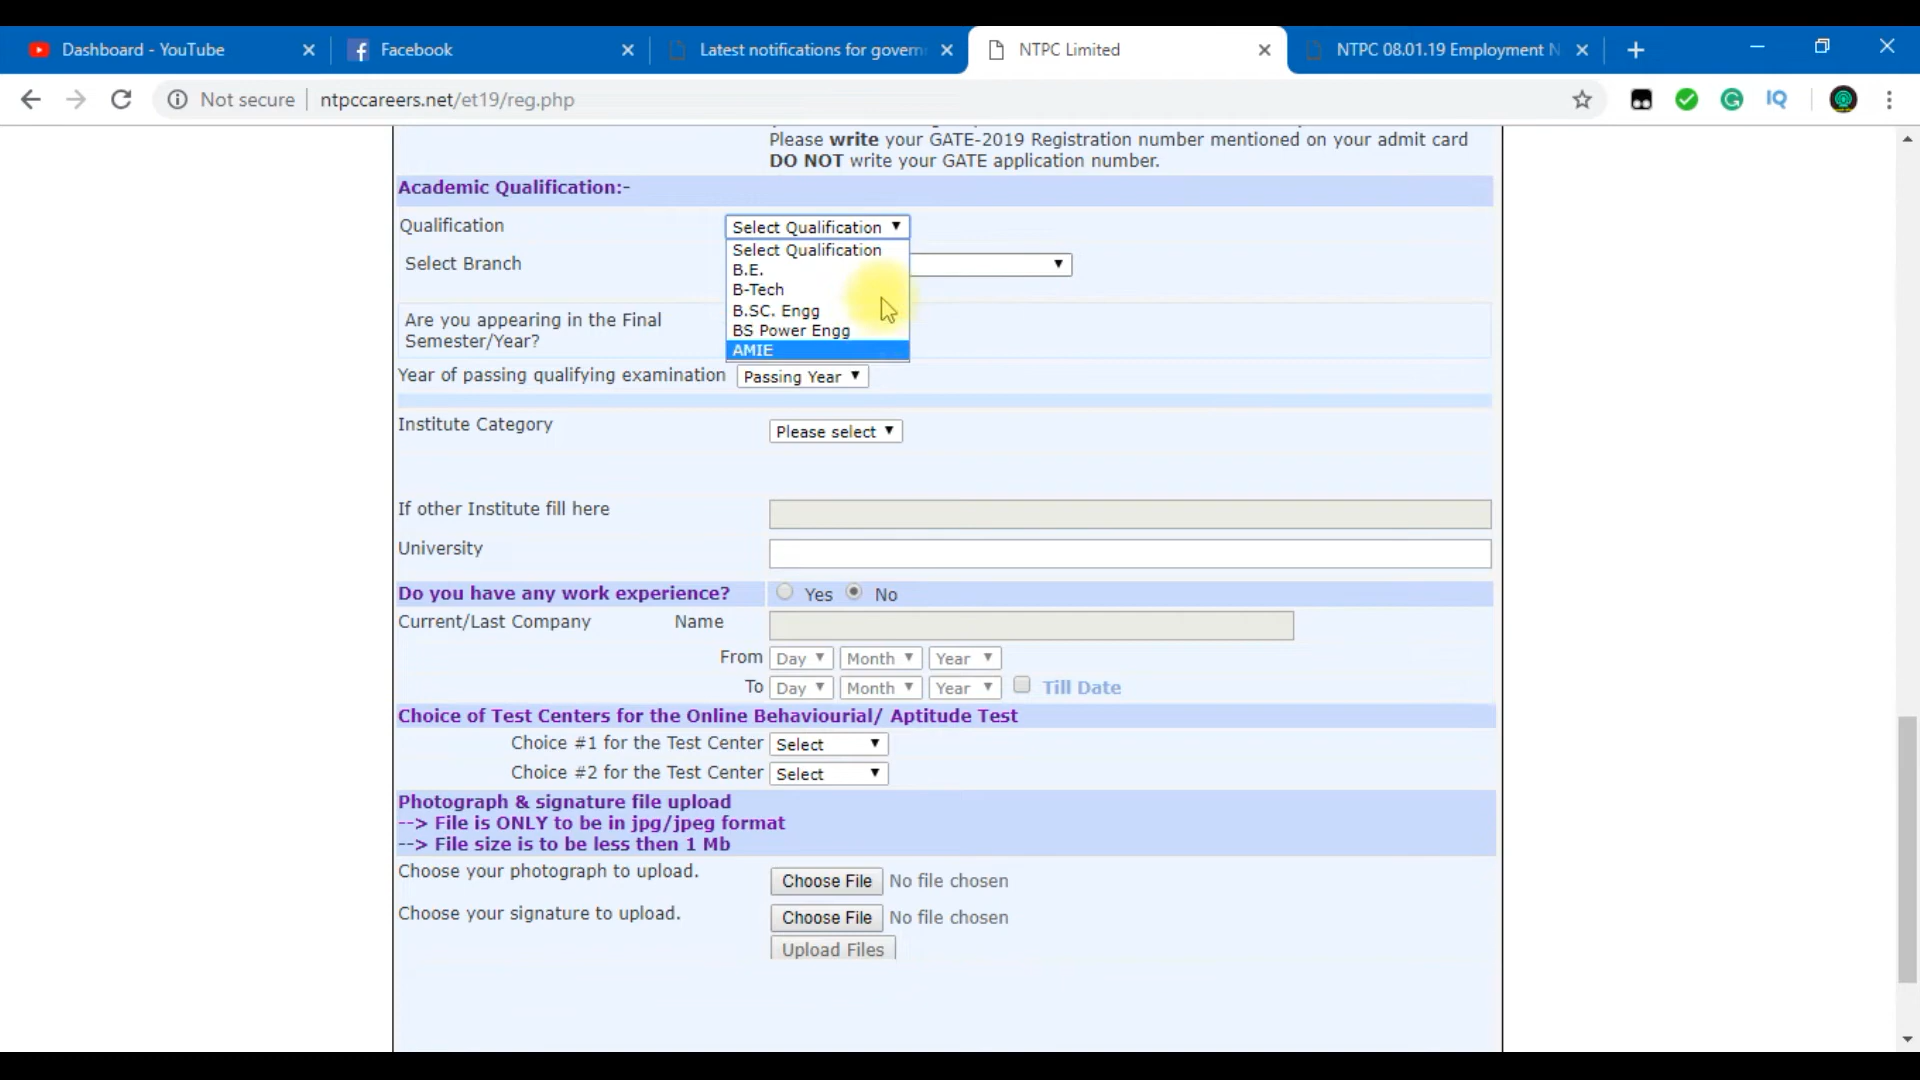 Dashboard - YouTube
Facebook
Latest notifications for govern
NTPC Limited
NTPC 08.01.19 Employment N
Not secure
ntpccareers.net/et19/reg.php
IQ
Please write your GATE-2019 Registration number mentioned on your admit card
DO NOT write your GATE application number.
Academic Qualification:-
Qualification
Select Qualification
Select Qualification
B.E.
Select Branch
B-Tech
B.SC. Engg
Are you appearing in the Final
Semester/Year?
BS Power Engg
AMIE
Year of passing qualifying examination
Passing Year
Institute Category
Please select
If other Institute fill here
University
Do you have any work experience?
Yes
No
Current/Last Company
Name
From
Day
Month
Year
To
Day
Month
Year
Till Date
Choice of Test Centers for the Online Behaviourial/ Aptitude Test
Choice #1 for the Test Center
Select
Choice #2 for the Test Center
Select
Photograph & signature file upload
--> File is ONLY to be in jpg/jpeg format
--> File size is to be less then 1 Mb
Choose your photograph to upload.
Choose File
No file chosen
Choose your signature to upload.
Choose File
No file chosen
Upload Files